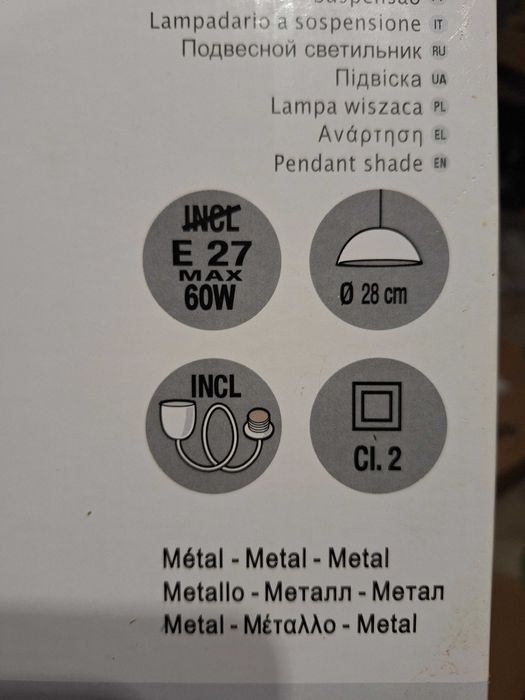 Lampadario a sospensione IT
Подвесной светильник RU
Підвіска UA
Lampa wiszaca PL
Ανάρτηση EL
Pendant shade EN
INCL
E 27
MAX
60W
Ø 28 cm
INCL
Cl. 2
Métal - Metal - Metal
Metallo - Металл - Метал
Metal - Μέταλλο - Metal